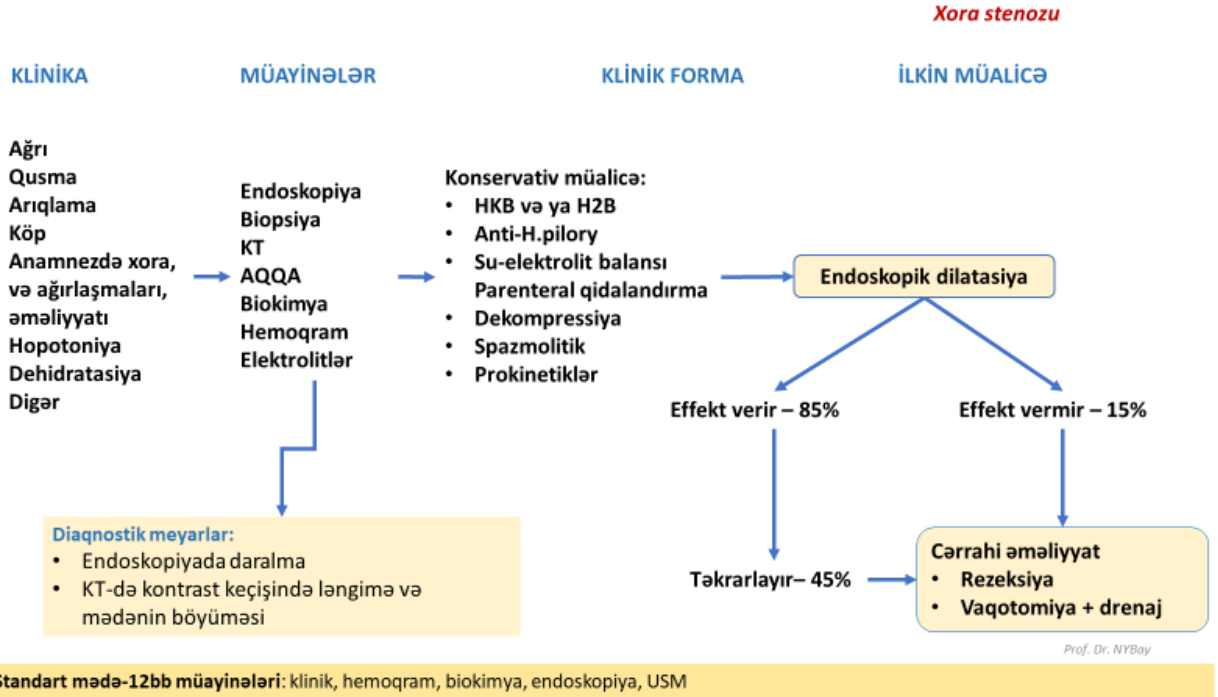 Xora stenozu
KLİNİKA
MÜAYİNƏLƏR
KLİNİK FORMA
İLKİN MÜALİCƏ
Ağrı
Qusma
Arıqlama
Köp
Anamnezdə xora,
və ağırlaşmaları,
əməliyyatı
Hopotoniya
Dehidratasiya
Digər
Endoskopiya
Biopsiya
KT
AQQA
Biokimya
Hemoqram
Elektrolitlər
Konservativ müalicə:
• HKB və ya H2B
• Anti-H.pilory
• Su-elektrolit balansı
Parenteral qidalandırma
• Dekompressiya
• Spazmolitik
• Prokinetiklər
Endoskopik dilatasiya
Effekt verir – 85%
Effekt vermir – 15%
Təkrarlayır– 45%
Cərrahi əməliyyat
• Rezeksiya
• Vaqotomiya + drenaj
Diaqnostik meyarlar:
• Endoskopiyada daralma
• KT-də kontrast keçişində ləngimə və
mədənin böyüməsi
Prof. Dr. NYBay
Standart mədə-12bb müayinələri: klinik, hemoqram, biokimya, endoskopiya, USM